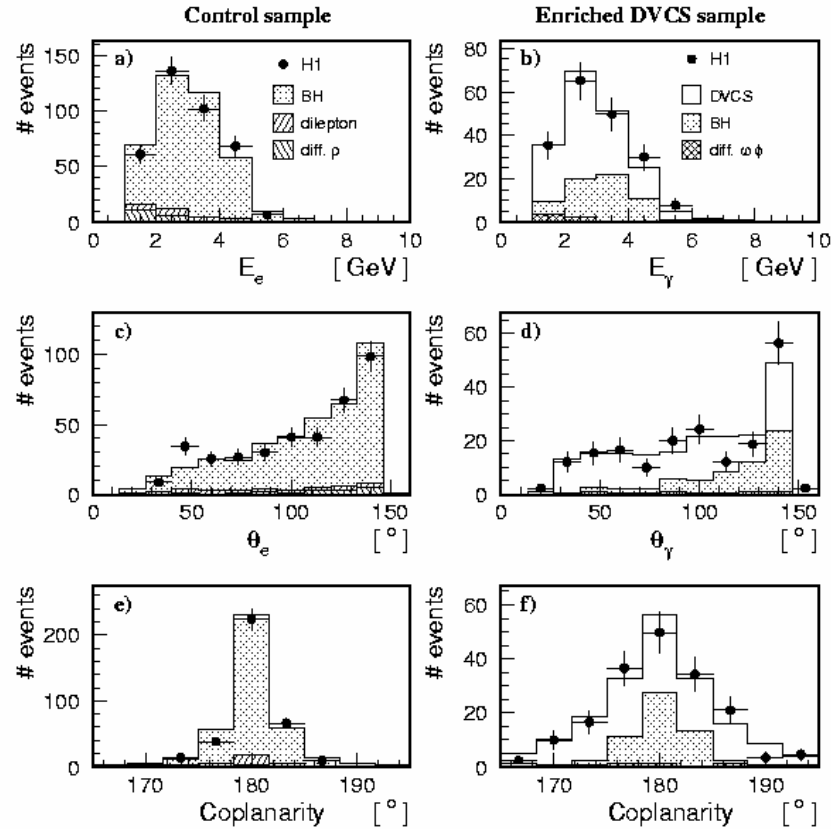 Control sample
Enriched DVCS sample
# events
150
100
50
0
a)
H1
BH
dilepton
diff. ρ
0 2 4 6 8 10
E_e [ GeV ]
# events
80
60
40
20
0
b)
H1
DVCS
BH
diff. ω φ
0 2 4 6 8 10
E_γ [ GeV ]
# events
100
50
0
c)
0 50 100 150
θ_e [ ° ]
# events
60
40
20
0
d)
50 100 150
θ_γ [ ° ]
# events
200
100
0
e)
170 180 190
Coplanarity [ ° ]
# events
60
40
20
0
f)
170 180 190
Coplanarity [ ° ]